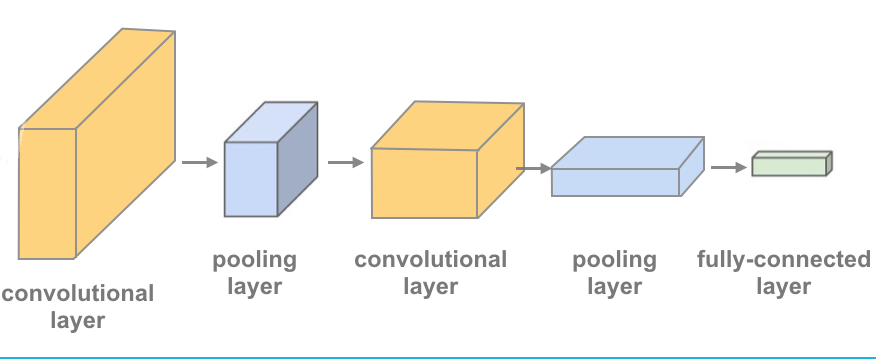 convolutional
layer
pooling
layer
convolutional
layer
pooling
layer
fully-connected
layer